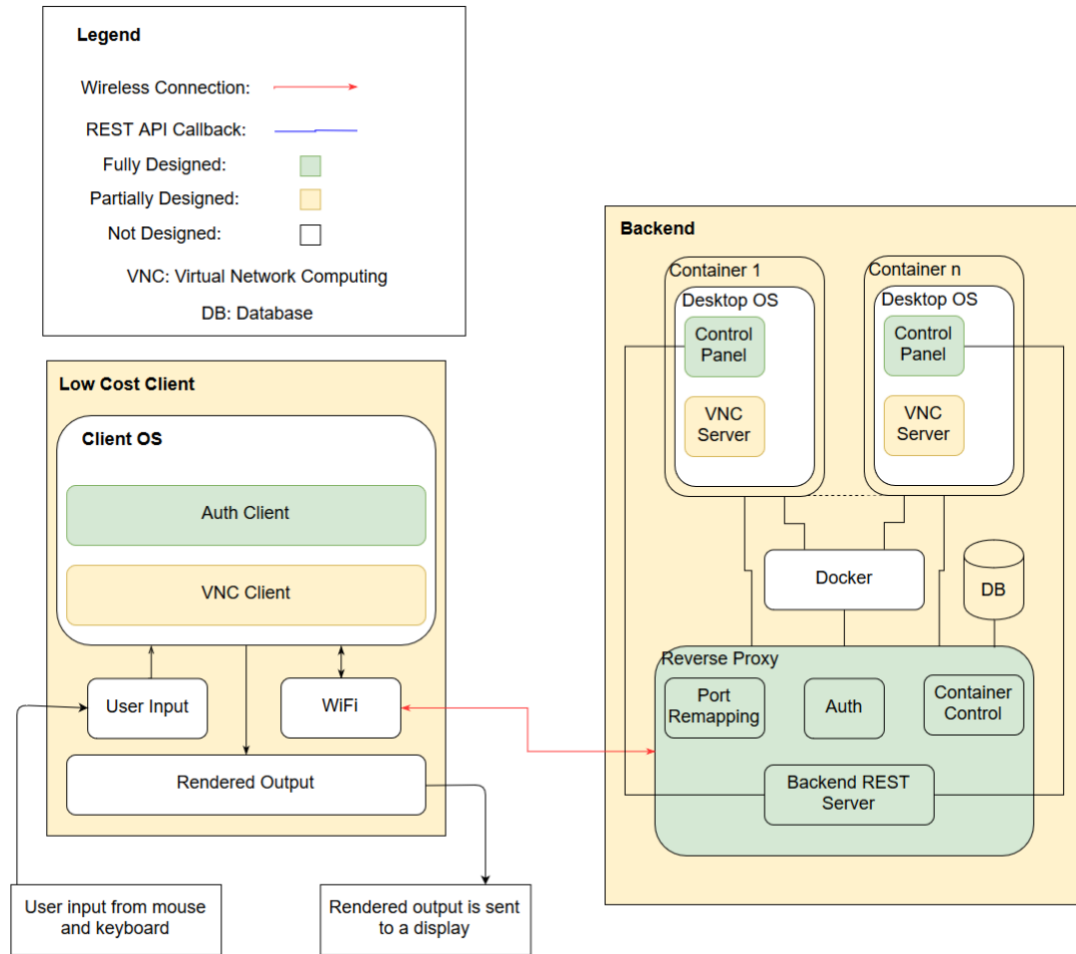 Legend
Wireless Connection:
REST API Callback:
Fully Designed:
Partially Designed:
Not Designed:
VNC: Virtual Network Computing
DB: Database
Low Cost Client
Client OS
Auth Client
VNC Client
User Input
WiFi
Rendered Output
User input from mouse
and keyboard
Rendered output is sent
to a display
Backend
Container 1
Desktop OS
Control
Panel
VNC
Server
Container n
Desktop OS
Control
Panel
VNC
Server
Docker
DB
Reverse Proxy
Port
Remapping
Auth
Container
Control
Backend REST
Server